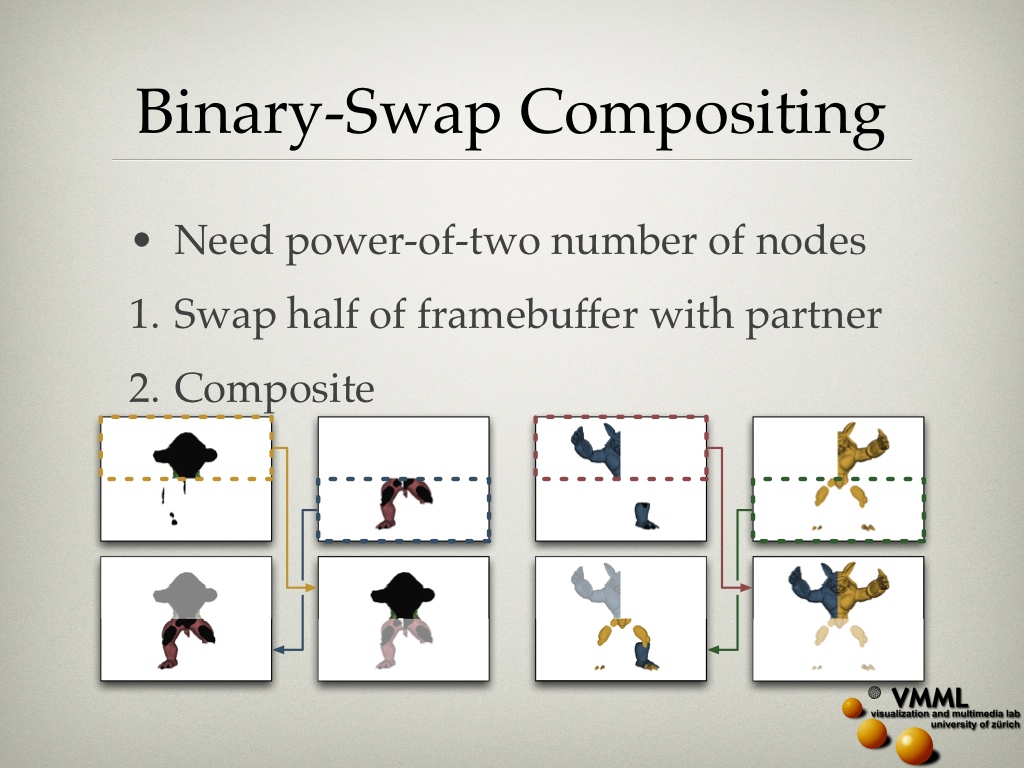 Binary-Swap Compositing
• Need power-of-two number of nodes
1. Swap half of framebuffer with partner
2. Composite
VMML
visualization and multimedia lab
university of zürich